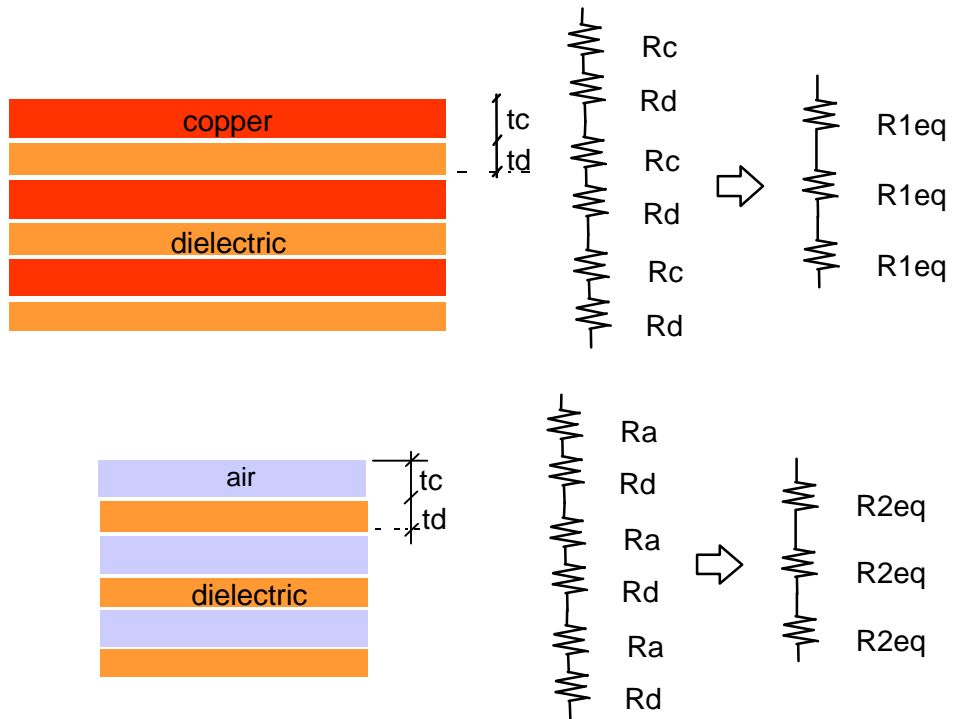 copper
dielectric
tc
td
Rc
Rd
Rc
Rd
Rc
Rd
R1eq
R1eq
R1eq
air
dielectric
tc
td
Ra
Rd
Ra
Rd
Ra
Rd
R2eq
R2eq
R2eq